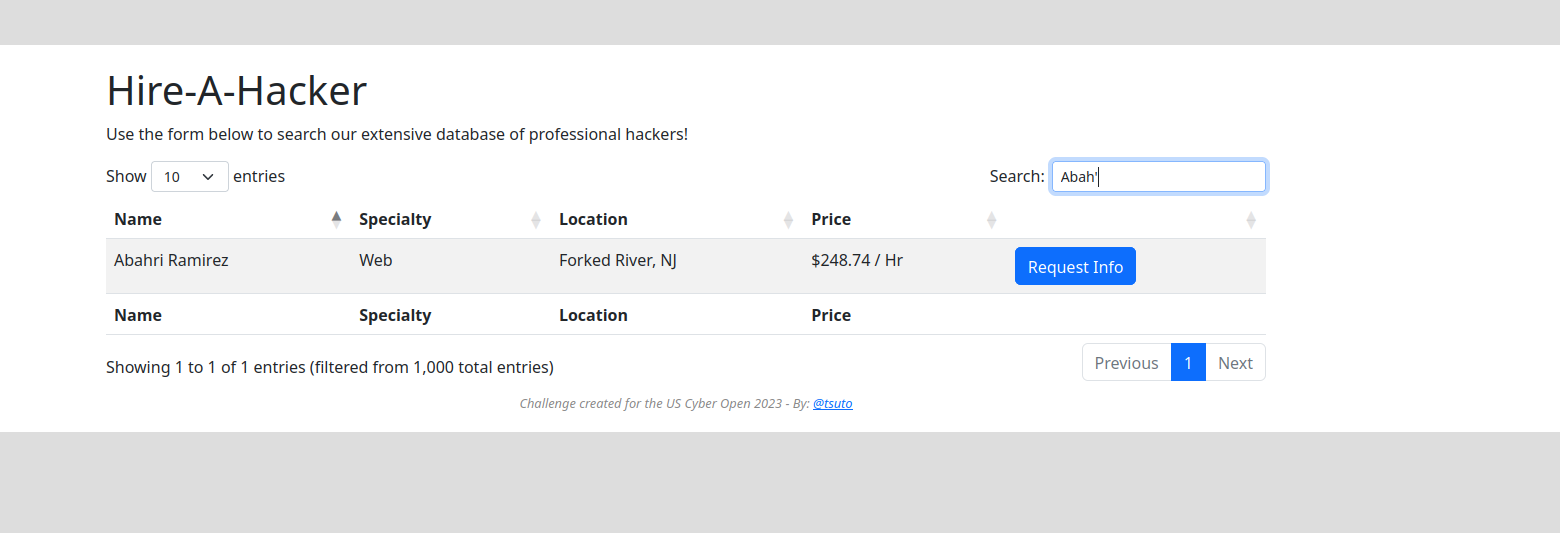 Hire-A-Hacker
Use the form below to search our extensive database of professional hackers!
Show 10 entries Search: Abah'
Name Specialty Location Price
Abahri Ramirez Web Forked River, NJ $248.74 / Hr Request Info
Name Specialty Location Price
Showing 1 to 1 of 1 entries (filtered from 1,000 total entries) Previous 1 Next
Challenge created for the US Cyber Open 2023 - By: @tsuto